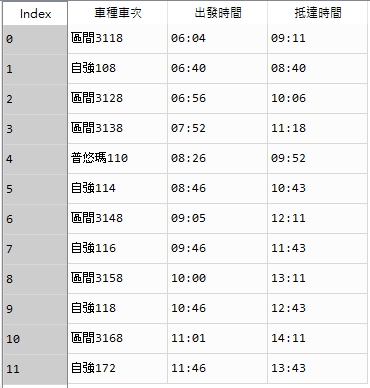 Index 車種車次 出發時間 抵達時間
0 區間3118 06:04 09:11
1 自強108 06:40 08:40
2 區間3128 06:56 10:06
3 區間3138 07:52 11:18
4 普悠瑪110 08:26 09:52
5 自強114 08:46 10:43
6 區間3148 09:05 12:11
7 自強116 09:46 11:43
8 區間3158 10:00 13:11
9 自強118 10:46 12:43
10 區間3168 11:01 14:11
11 自強172 11:46 13:43